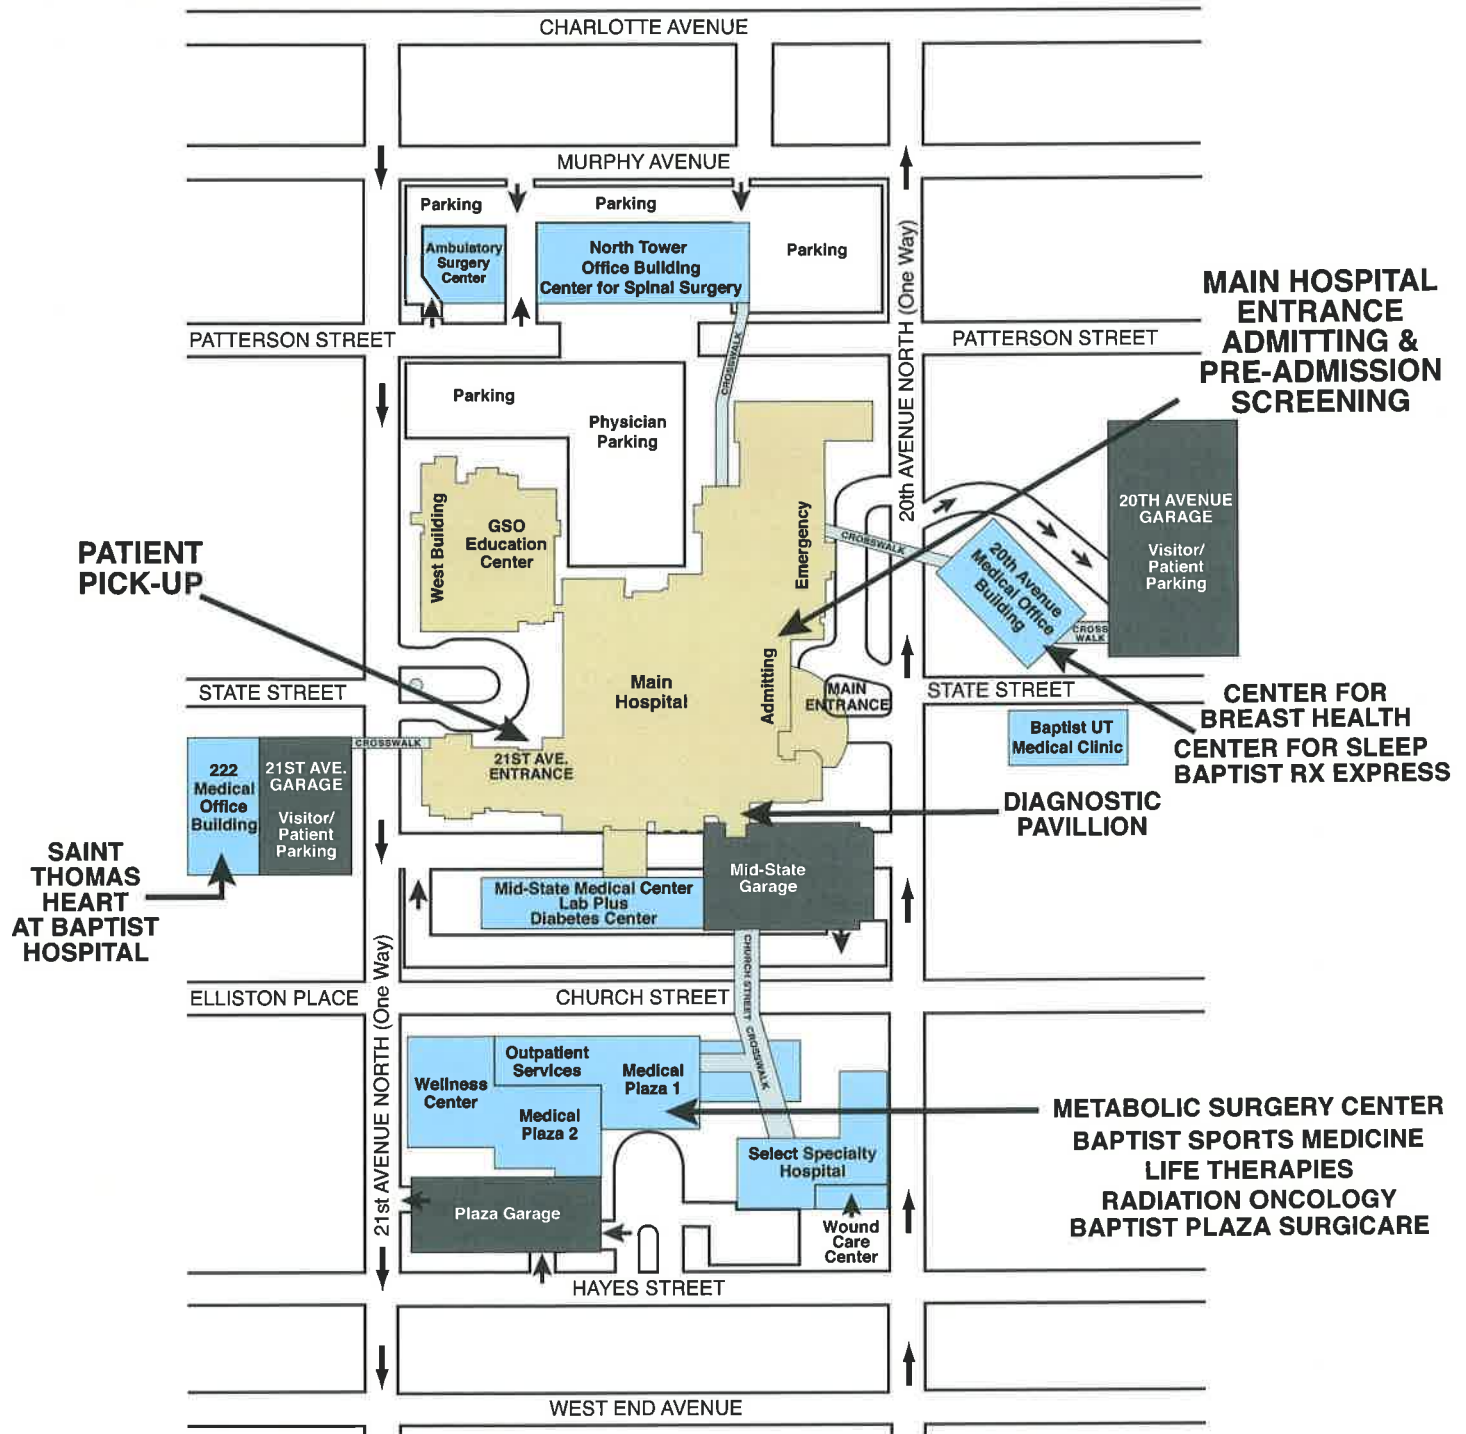 CHARLOTTE AVENUE
MURPHY AVENUE
Parking
Parking
Parking
Ambulatory
Surgery
Center
North Tower
Office Building
Center for Spinal Surgery
20th AVENUE NORTH (One Way)
MAIN HOSPITAL
ENTRANCE
ADMITTING &
PRE-ADMISSION
SCREENING
PATTERSON STREET
PATTERSON STREET
CROSSWALK
Parking
Physician
Parking
West Building
GSO
Education
Center
Emergency
CROSSWALK
20th Avenue
Medical Office
Building
20TH AVENUE
GARAGE
Visitor/
Patient
Parking
CROSS
WALK
PATIENT
PICK-UP
STATE STREET
STATE STREET
Main
Hospital
Admitting
MAIN
ENTRANCE
CENTER FOR
BREAST HEALTH
CENTER FOR SLEEP
BAPTIST RX EXPRESS
Baptist UT
Medical Clinic
CROSSWALK
21ST AVE.
ENTRANCE
222
Medical
Office
Building
21ST AVE.
GARAGE
Visitor/
Patient
Parking
DIAGNOSTIC
PAVILLION
SAINT
THOMAS
HEART
AT BAPTIST
HOSPITAL
Mid-State
Garage
Mid-State Medical Center
Lab Plus
Diabetes Center
21st AVENUE NORTH (One Way)
ELLISTON PLACE
CHURCH STREET
CHURCH STREET CROSSWALK
Wellness
Center
Outpatient
Services
Medical
Plaza 1
Medical
Plaza 2
METABOLIC SURGERY CENTER
BAPTIST SPORTS MEDICINE
LIFE THERAPIES
RADIATION ONCOLOGY
BAPTIST PLAZA SURGICARE
Select Specialty
Hospital
Plaza Garage
Wound
Care
Center
HAYES STREET
WEST END AVENUE